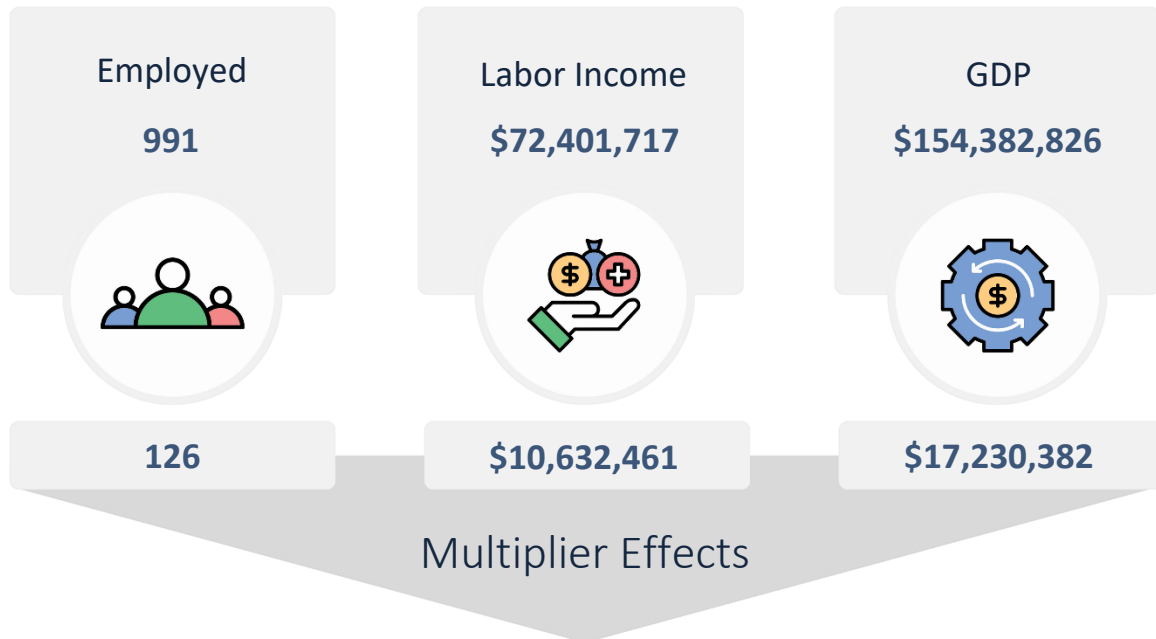 Employed
991
Labor Income
$72,401,717
GDP
$154,382,826
$
$
126
$10,632,461
$17,230,382
Multiplier Effects